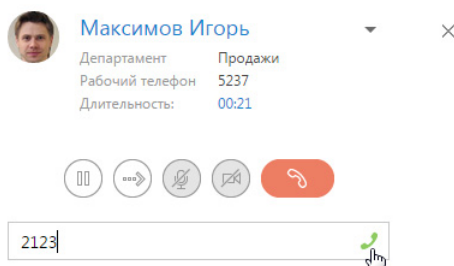 Максимов Игорь
Департамент Продажи
Рабочий телефон 5237
Длительность: 00:21
2123